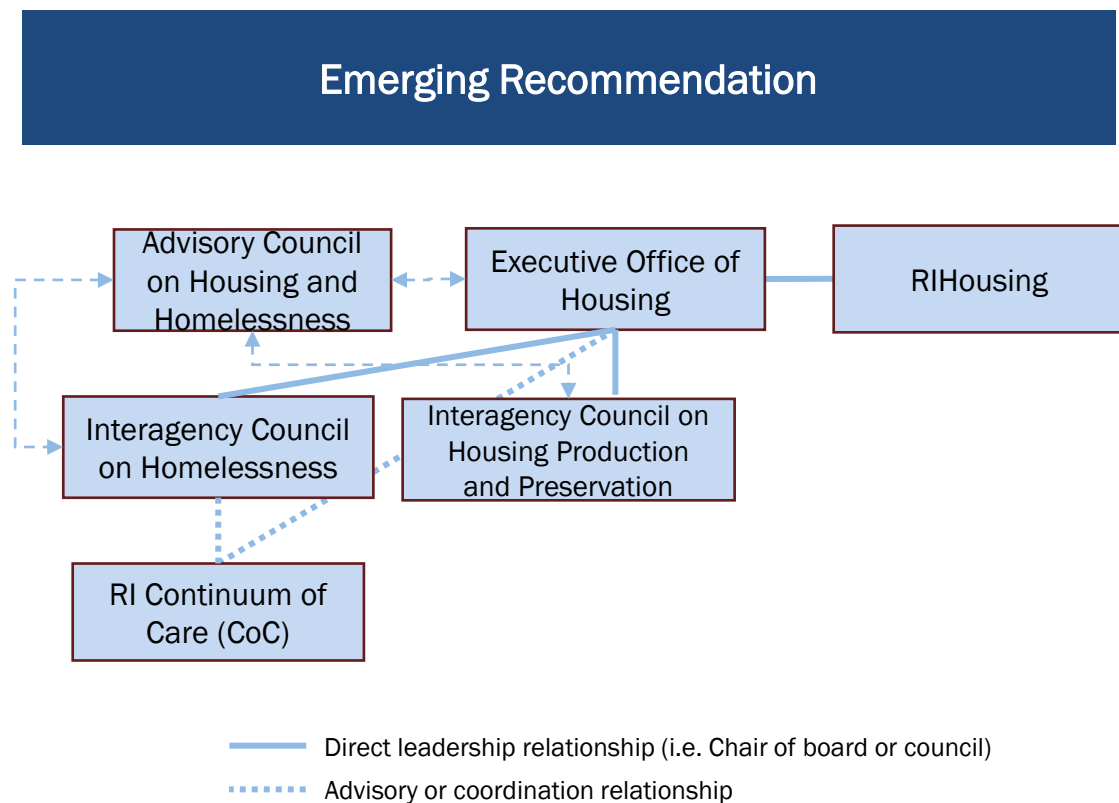 Emerging Recommendation
Advisory Council
on Housing and
Homelessness
Executive Office of
Housing
RIHousing
Interagency Council
on Homelessness
Interagency Council on
Housing Production
and Preservation
RI Continuum of
Care (CoC)
Direct leadership relationship (i.e. Chair of board or council)
Advisory or coordination relationship